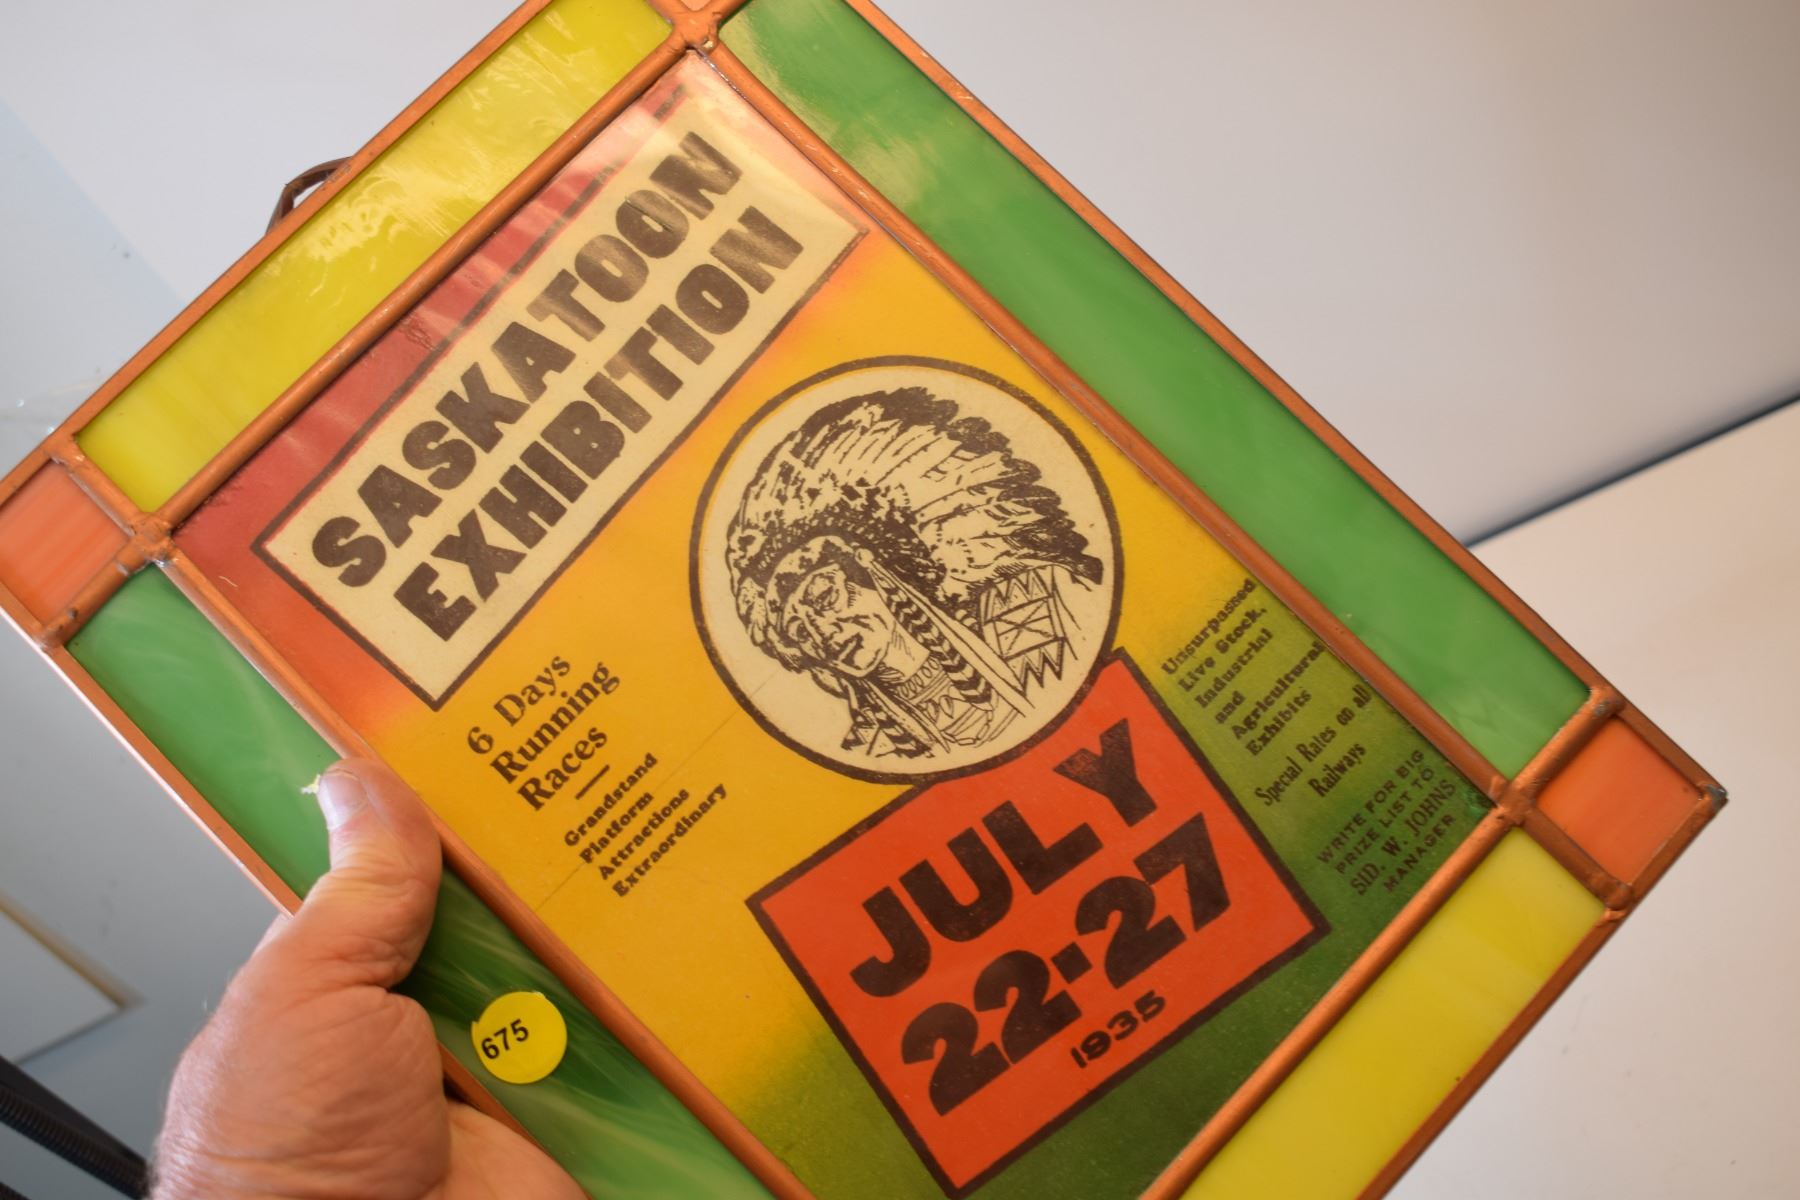 SASKATOON
EXHIBITION
6 Days
Running
Races
Grandstand
Platform
Attractions
Extraordinary
Unsurpassed
Live Stock,
Industrial
and
Agricultural
Exhibits
Special Rates on all
Railways
WRITE FOR BIG
PRIZE LIST TO
SID. W. JOHNS
MANAGER
JULY
22-27
1935
675